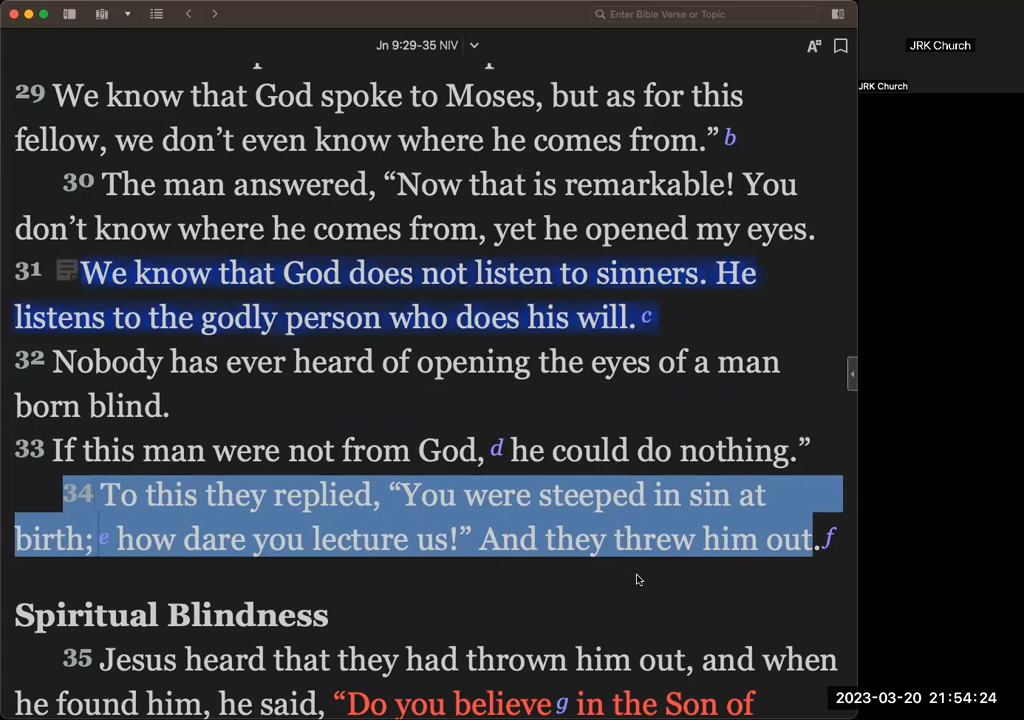 Enter Bible Verse or Topic
Jn 9:29-35 NIV
JRK Church
JRK Church
29 We know that God spoke to Moses, but as for this
fellow, we don’t even know where he comes from.” b
30 The man answered, “Now that is remarkable! You
don’t know where he comes from, yet he opened my eyes.
31 We know that God does not listen to sinners. He
listens to the godly person who does his will. c
32 Nobody has ever heard of opening the eyes of a man
born blind.
33 If this man were not from God, d he could do nothing.”
34 To this they replied, “You were steeped in sin at
birth; e how dare you lecture us!” And they threw him out. f
Spiritual Blindness
35 Jesus heard that they had thrown him out, and when
he found him, he said, “Do you believe g in the Son of
2023-03-20 21:54:24